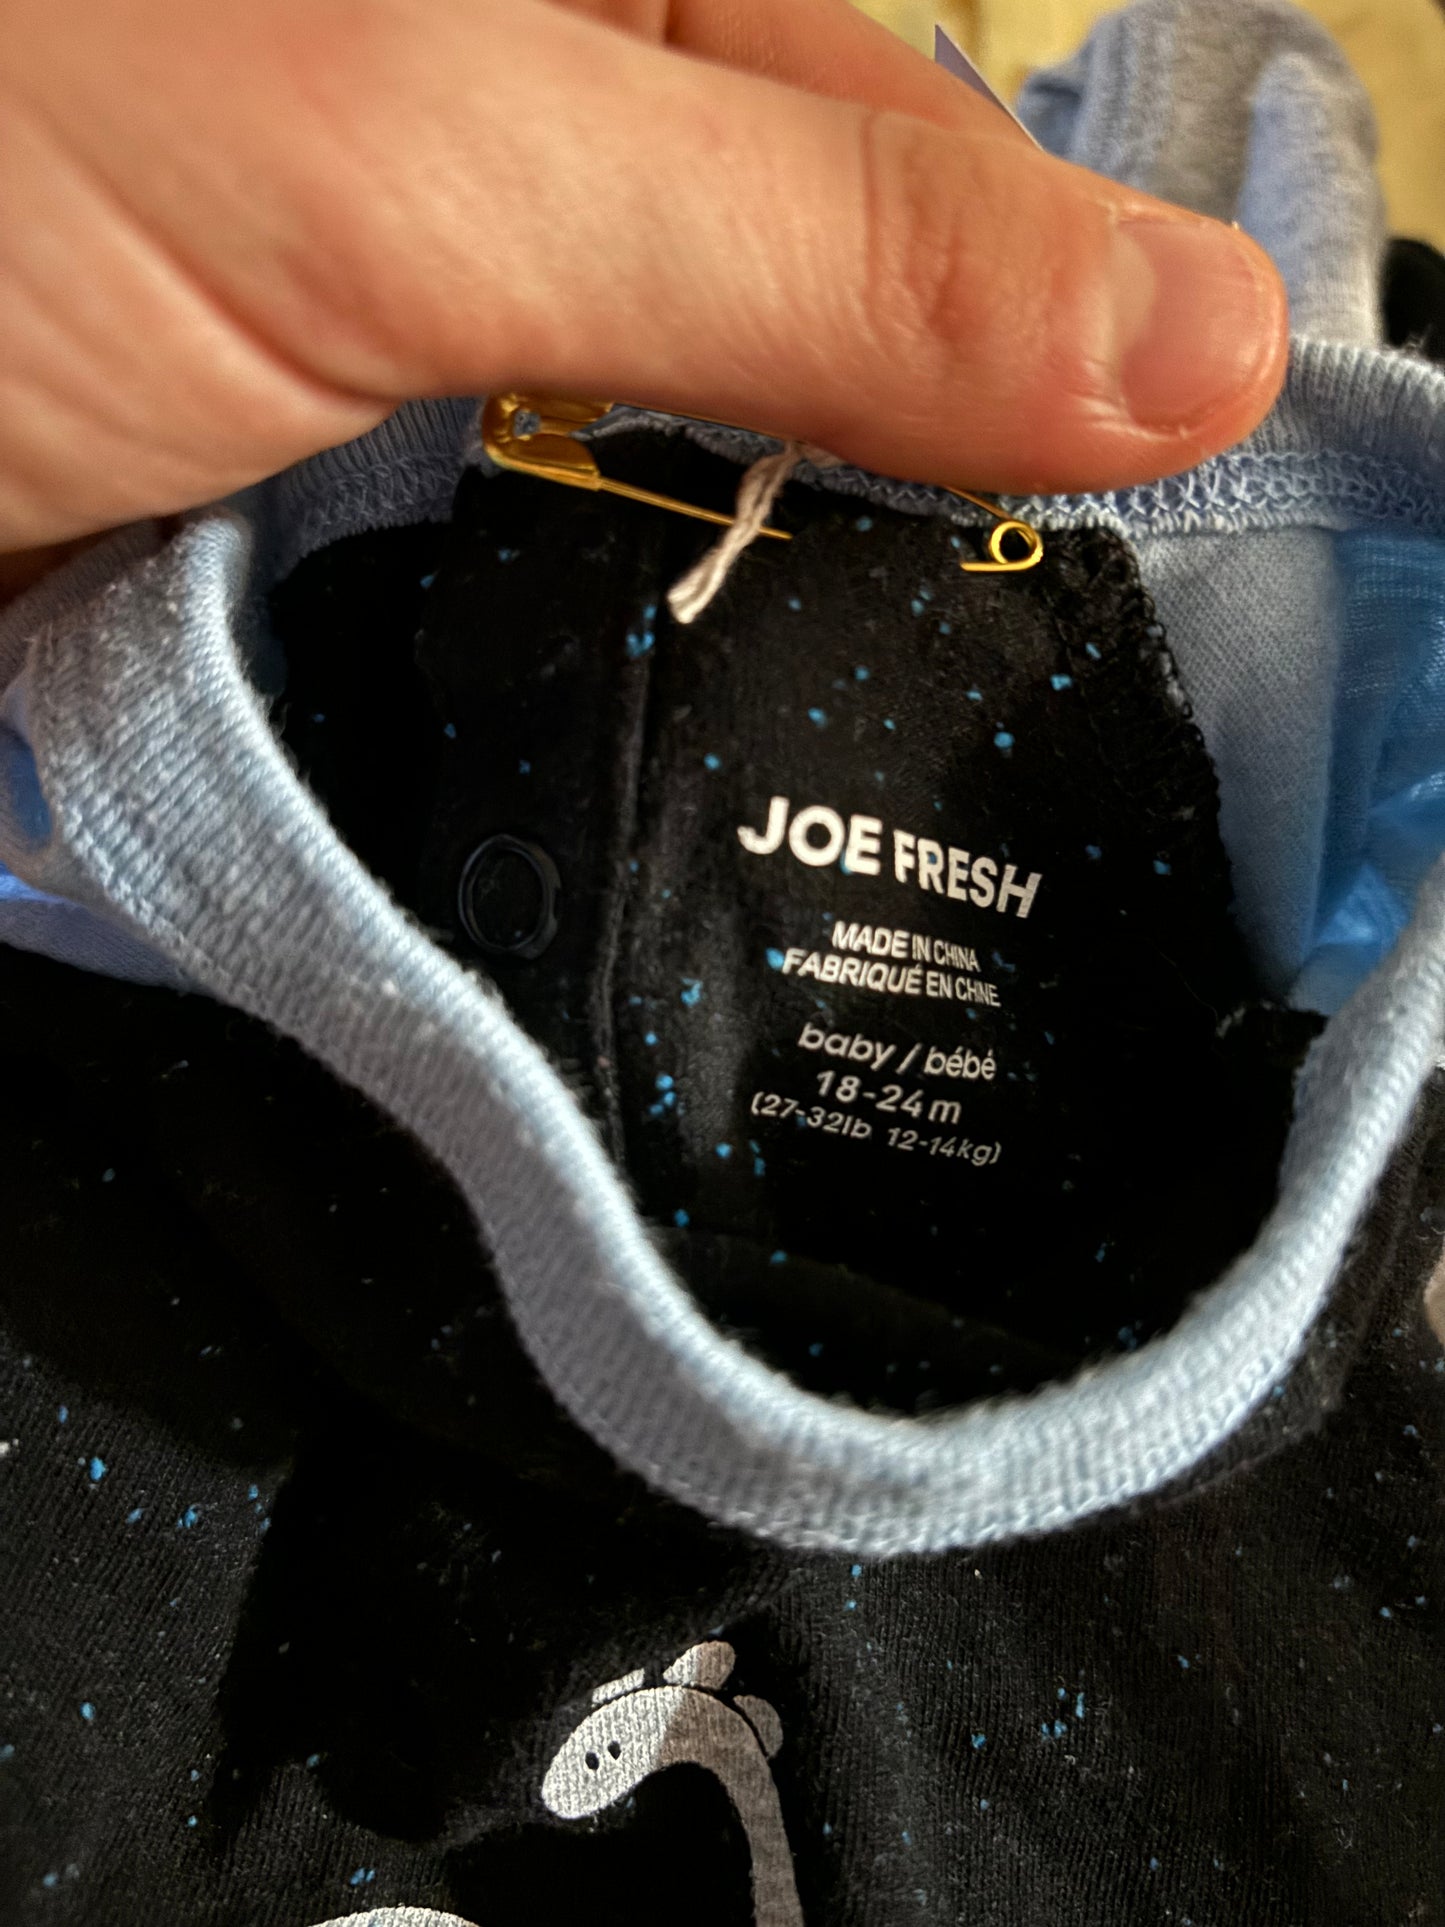 JOE FRESH
MADE IN CHINA
FABRIQUÉ EN CHINE
baby / bébé
18-24 m
(27-32lb 12-14kg)